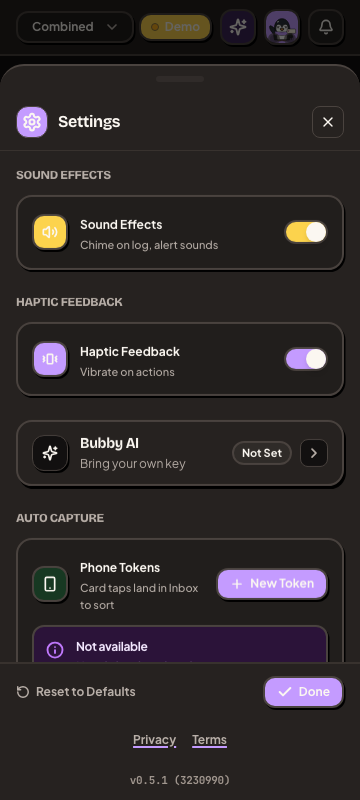 Combined
Demo
Settings
SOUND EFFECTS
Sound Effects
Chime on log, alert sounds
HAPTIC FEEDBACK
Haptic Feedback
Vibrate on actions
Bubby AI
Bring your own key
Not Set
AUTO CAPTURE
Phone Tokens
Card taps land in Inbox
to sort
New Token
Not available
Reset to Defaults
Done
Privacy Terms
v0.5.1 (3230990)